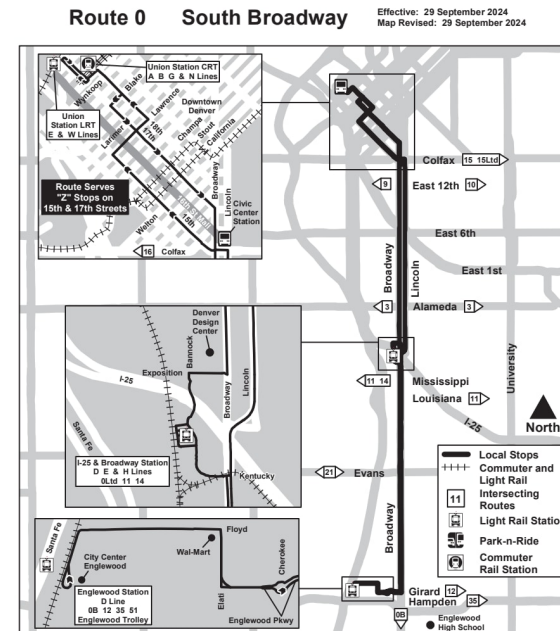 Route 0 South Broadway
Effective: 29 September 2024
Map Revised: 29 September 2024
Union Station CRT
A B G & N Lines
Union
Station LRT
E & W Lines
Wynkoop
Blake
Lawrence
18th
17th
Larimer
Downtown
Denver
Champa
Stout
California
Route Serves
"Z" Stops on
15th & 17th Streets
Broadway
Lincoln
Civic
Center
Station
15th
Welton
16 Colfax
Colfax 15 15Ltd
9 East 12th 10
East 6th
East 1st
Broadway
Lincoln
3 Alameda 3
University
11 14 Mississippi
Louisiana 11
I-25
North
Denver
Design
Center
Bannock
Exposition
I-25
Broadway
Lincoln
Santa Fe
I-25 & Broadway Station
D E & H Lines
0Ltd 11 14
Kentucky
21 Evans
Broadway
Local Stops
Commuter and
Light Rail
11 Intersecting
Routes
Light Rail Statio
Park-n-Ride
Commuter
Rail Station
Santa Fe
Floyd
Wal-Mart
City Center
Englewood
Cherokee
Englewood Station
D Line
0B 12 35 51
Englewood Trolley
Elati
Englewood Pkwy
Girard 12
Hampden 35
0B
Englewood
High School